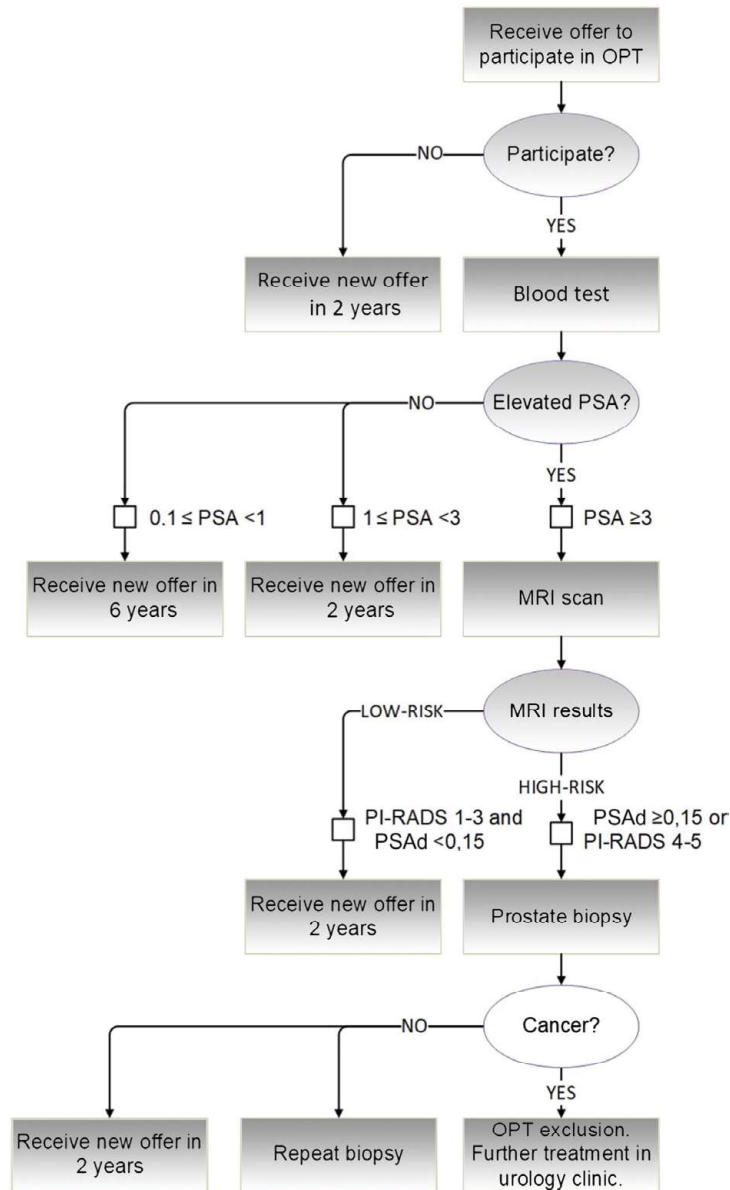 Receive offer to
participate in OPT
Participate?
NO
YES
Receive new offer
in 2 years
Blood test
Elevated PSA?
NO
YES
0.1 ≤ PSA <1
1 ≤ PSA <3
PSA ≥3
Receive new offer in
6 years
Receive new offer in
2 years
MRI scan
MRI results
LOW-RISK
HIGH-RISK
PI-RADS 1-3 and
PSAd <0,15
PSAd ≥0,15 or
PI-RADS 4-5
Receive new offer in
2 years
Prostate biopsy
Cancer?
NO
YES
Receive new offer in
2 years
Repeat biopsy
OPT exclusion.
Further treatment in
urology clinic.